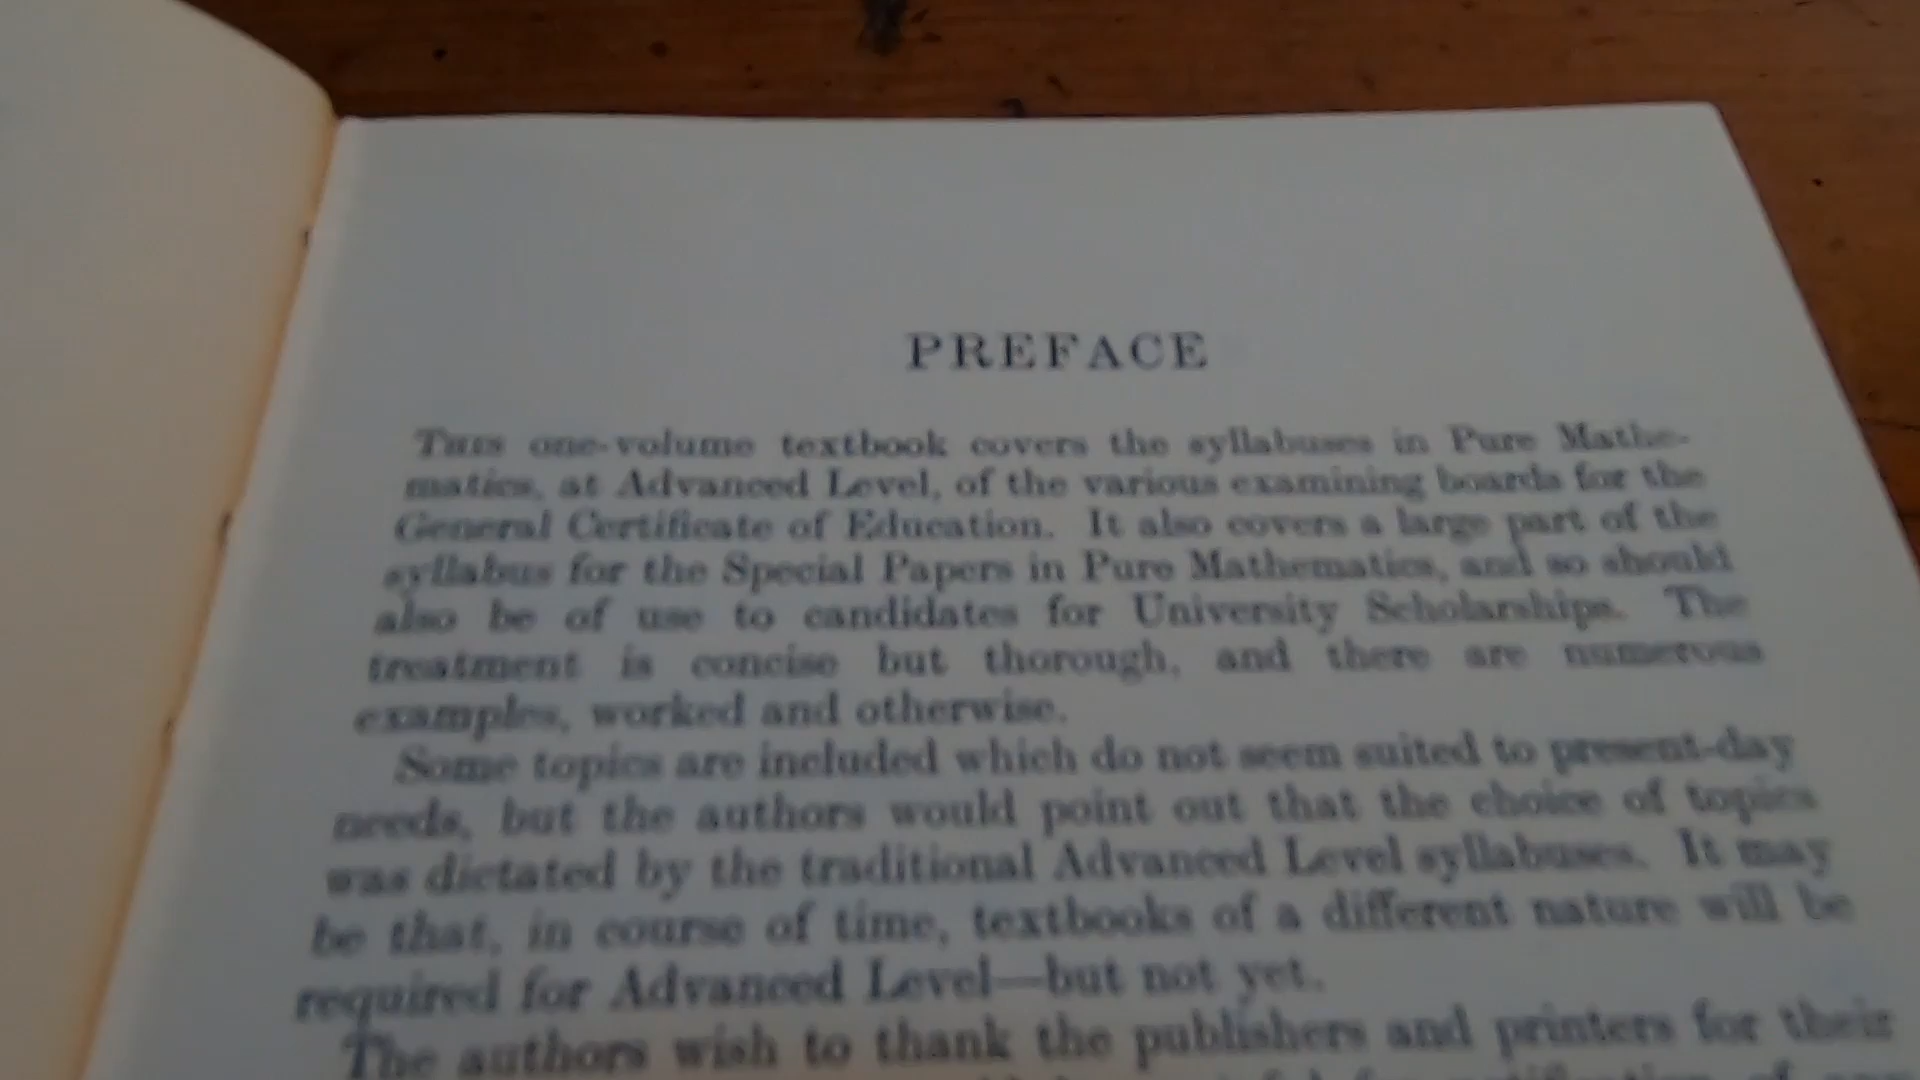 PREFACE
This one-volume textbook covers the syllabuses in Pure Mathe-
matics, at Advanced Level, of the various examining boards for the
General Certificate of Education. It also covers a large part of the
syllabus for the Special Papers in Pure Mathematics, and so should
also be of use to candidates for University Scholarships. The
treatment is concise but thorough, and there are numerous
examples, worked and otherwise.
Some topics are included which do not seem suited to present-day
needs, but the authors would point out that the choice of topics
was dictated by the traditional Advanced Level syllabuses. It may
be that, in course of time, textbooks of a different nature will be
required for Advanced Level—but not yet.
The authors wish to thank the publishers and printers for their